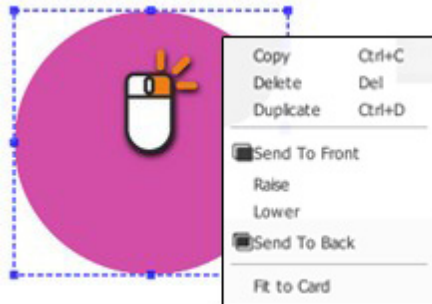 Copy Ctrl+C
Delete Del
Duplicate Ctrl+D
Send To Front
Raise
Lower
Send To Back
Fit to Card